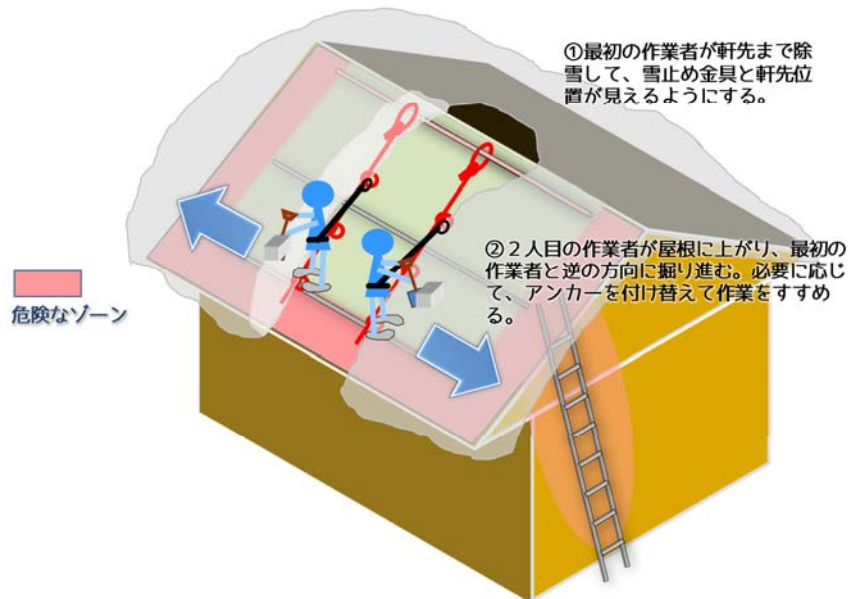 ①最初の作業者が軒先まで除
雪して、雪止め金具と軒先位
置が見えるようにする。
②２人目の作業者が屋根に上がり、最初の
作業者と逆の方向に掘り進む。必要に応じ
て、アンカーを付け替えて作業をすすめ
る。
危険なゾーン